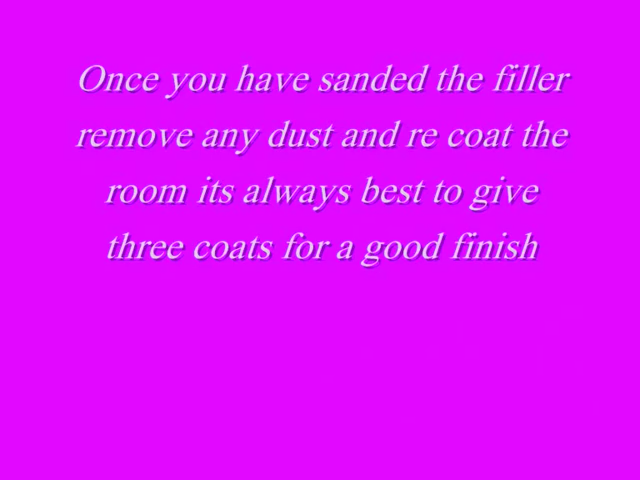 Once you have sanded the filler
remove any dust and re coat the
room its always best to give
three coats for a good finish